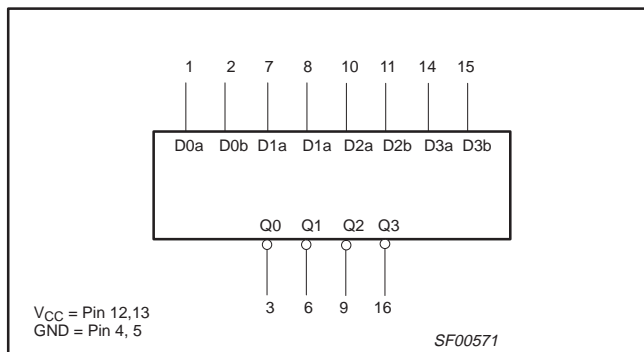 1 2 7 8 10 11 14 15
D0a D0b D1a D1a D2a D2b D3a D3b
Q0 Q1 Q2 Q3
3 6 9 16
VCC = Pin 12,13
GND = Pin 4, 5
SF00571